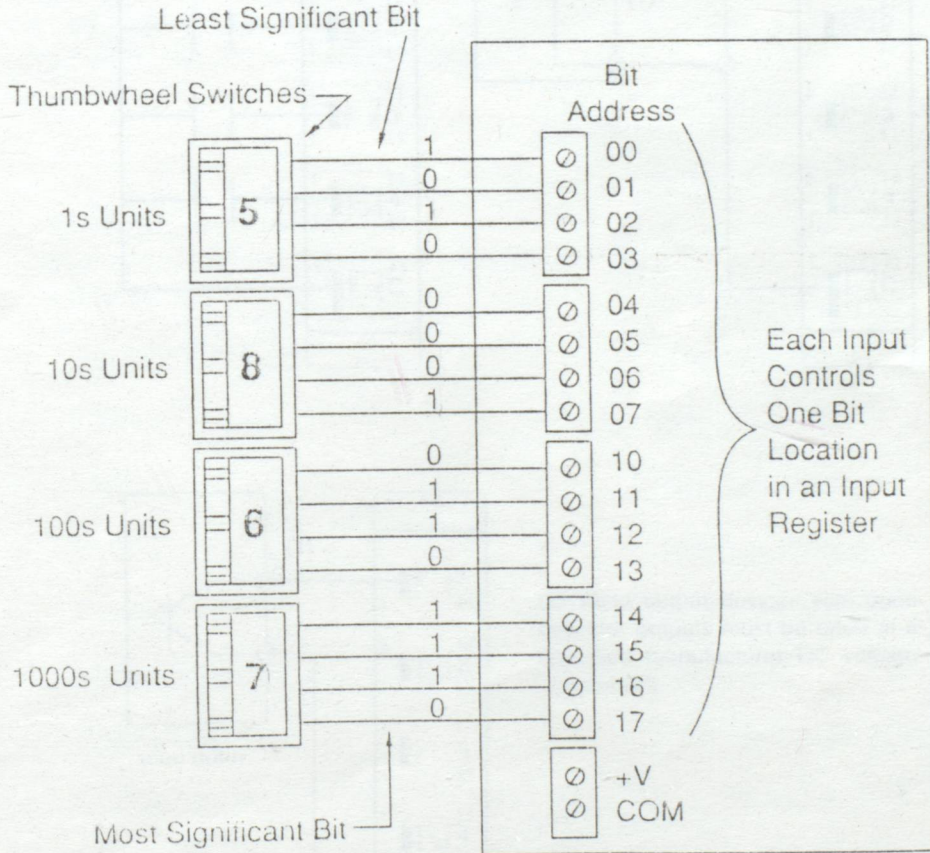 Least Significant Bit
Thumbwheel Switches
Bit
Address
1s Units
5
1
0
1
0
00
01
02
03
10s Units
8
0
0
0
1
04
05
06
07
100s Units
6
0
1
1
0
10
11
12
13
1000s Units
7
1
1
1
0
14
15
16
17
Each Input
Controls
One Bit
Location
in an Input
Register
+V
COM
Most Significant Bit